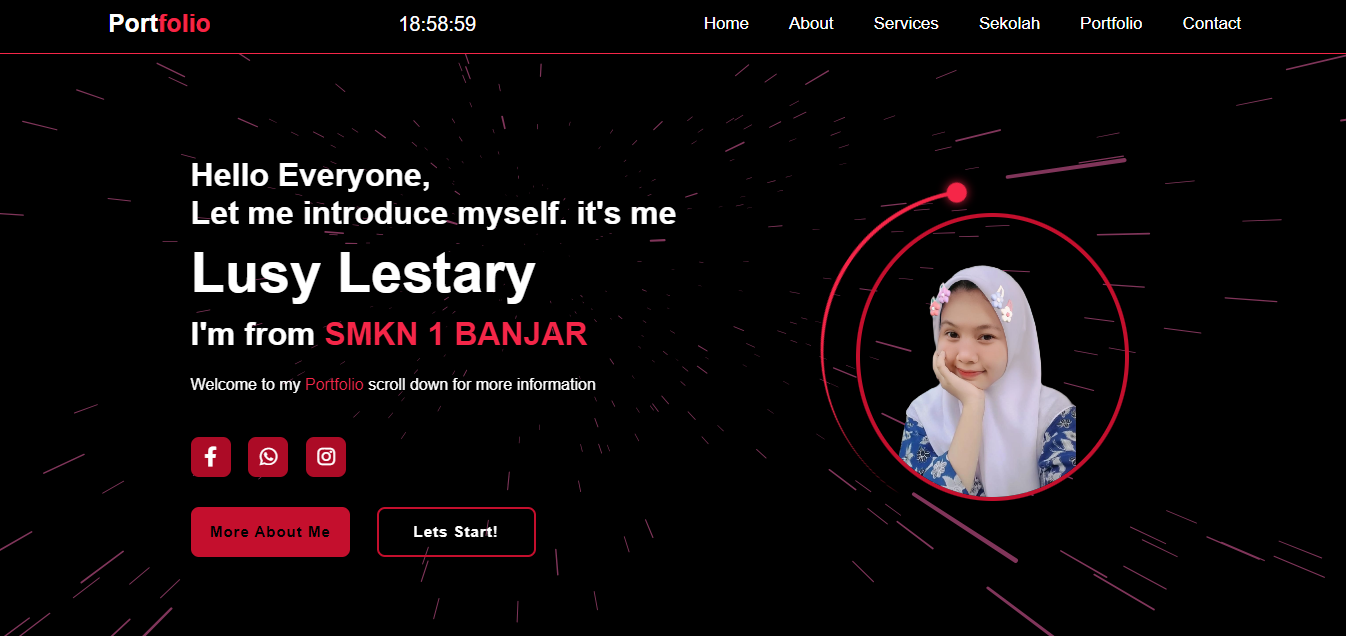 Portfolio
18:58:59
Home About Services Sekolah Portfolio Contact
Hello Everyone,
Let me introduce myself. it's me
Lusy Lestary
I'm from SMKN 1 BANJAR
Welcome to my Portfolio scroll down for more information
More About Me
Lets Start!